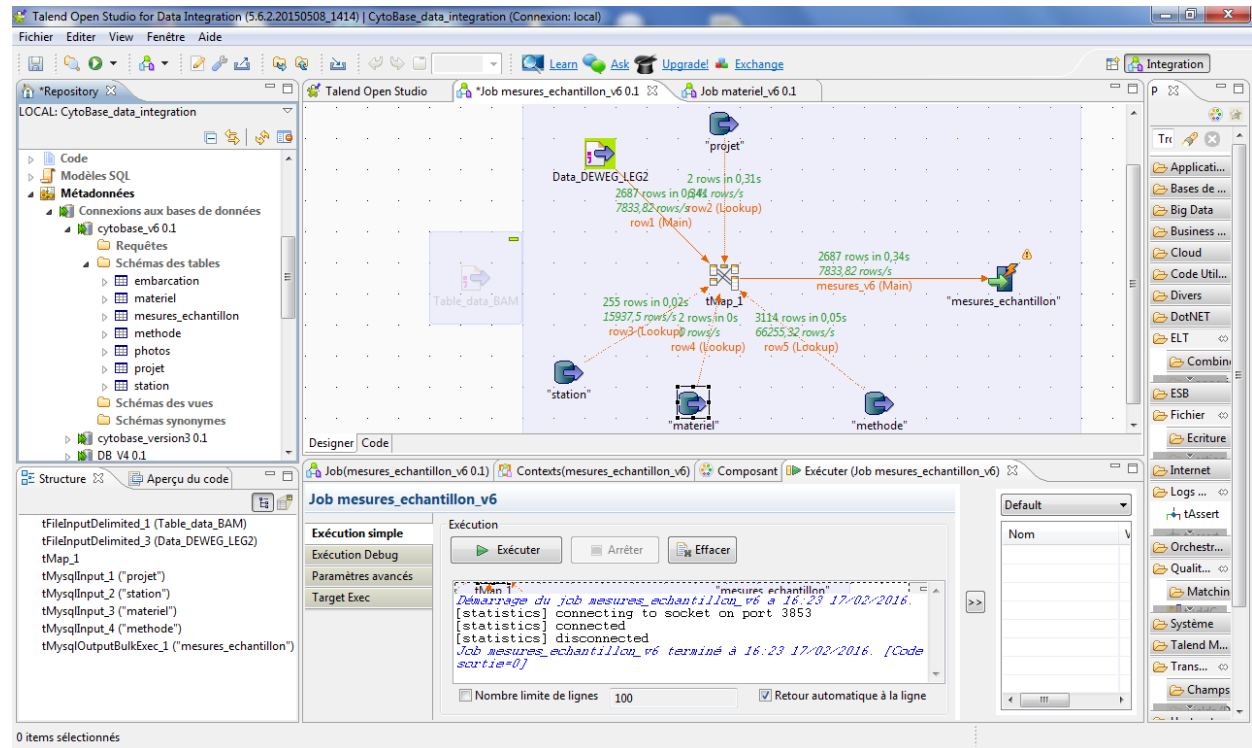 Talend Open Studio for Data Integration (5.6.2.20150508_1414) | CytoBase_data_integration (Connexion: local)
Fichier Editer View Fenêtre Aide
Learn Ask Upgrade! Exchange
Integration
*Repository
LOCAL: CytoBase_data_integration
Code
Modèles SQL
Métadonnées
Connexions aux bases de données
cytobase_v6 0.1
Requêtes
Schémas des tables
embarcation
materiel
mesures_echantillon
methode
photos
projet
station
Schémas des vues
Schémas synonymes
cytobase_version3 0.1
DB_V4 0.1
Talend Open Studio
*Job mesures_echantillon_v6 0.1
Job materiel_v6 0.1
"projet"
Data_DEWEG_LEG2
2 rows in 0,31s
2687 rows in 0,34s
7833,82 rows/s
row2 (Lookup)
row1 (Main)
2687 rows in 0,34s
7833,82 rows/s
mesures_v6 (Main)
Table_data_BAM
tMap_1
"mesures_echantillon"
255 rows in 0,02s
15937,5 rows/s
row3 (Lookup)
2 rows in 0s
0 rows/s
row4 (Lookup)
3114 rows in 0,05s
66255,32 rows/s
row5 (Lookup)
"station"
"materiel"
"methode"
Designer Code
P
Applicati...
Bases de ...
Big Data
Business ...
Cloud
Code Util...
Divers
DotNET
ELT
ESB
Fichier
Ecriture
Internet
Logs ...
tAssert
Orchestr...
Qualit...
Système
Talend M...
Trans...
Champs
Structure
Aperçu du code
tFileInputDelimited_1 (Table_data_BAM)
tFileInputDelimited_3 (Data_DEWEG_LEG2)
tMap_1
tMysqlInput_1 ("projet")
tMysqlInput_2 ("station")
tMysqlInput_3 ("materiel")
tMysqlInput_4 ("methode")
tMysqlOutputBulkExec_1 ("mesures_echantillon")
Job(mesures_echantillon_v6 0.1)
Contexts(mesures_echantillon_v6)
Composant
Exécuter (Job mesures_echantillon_v6)
Job mesures_echantillon_v6
Exécution simple
Exécution Debug
Paramètres avancés
Target Exec
Exécution
Exécuter
Arrêter
Effacer
tMap_1 "mesures_echantillon"
Démarrage du job mesures_echantillon_v6 a 16:23 17/02/2016.
[statistics] connecting to socket on port 3853
[statistics] connected
[statistics] disconnected
Job mesures_echantillon_v6 terminé à 16:23 17/02/2016. [Code
sortie=0]
Nombre limite de lignes 100
Retour automatique à la ligne
>>
Default
Nom
0 items sélectionnés